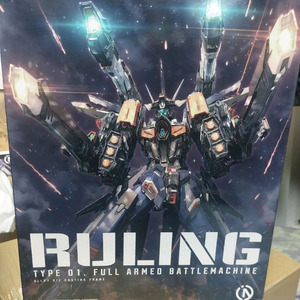 RULING
TYPE 01. FULL ARMED BATTLEMACHINE